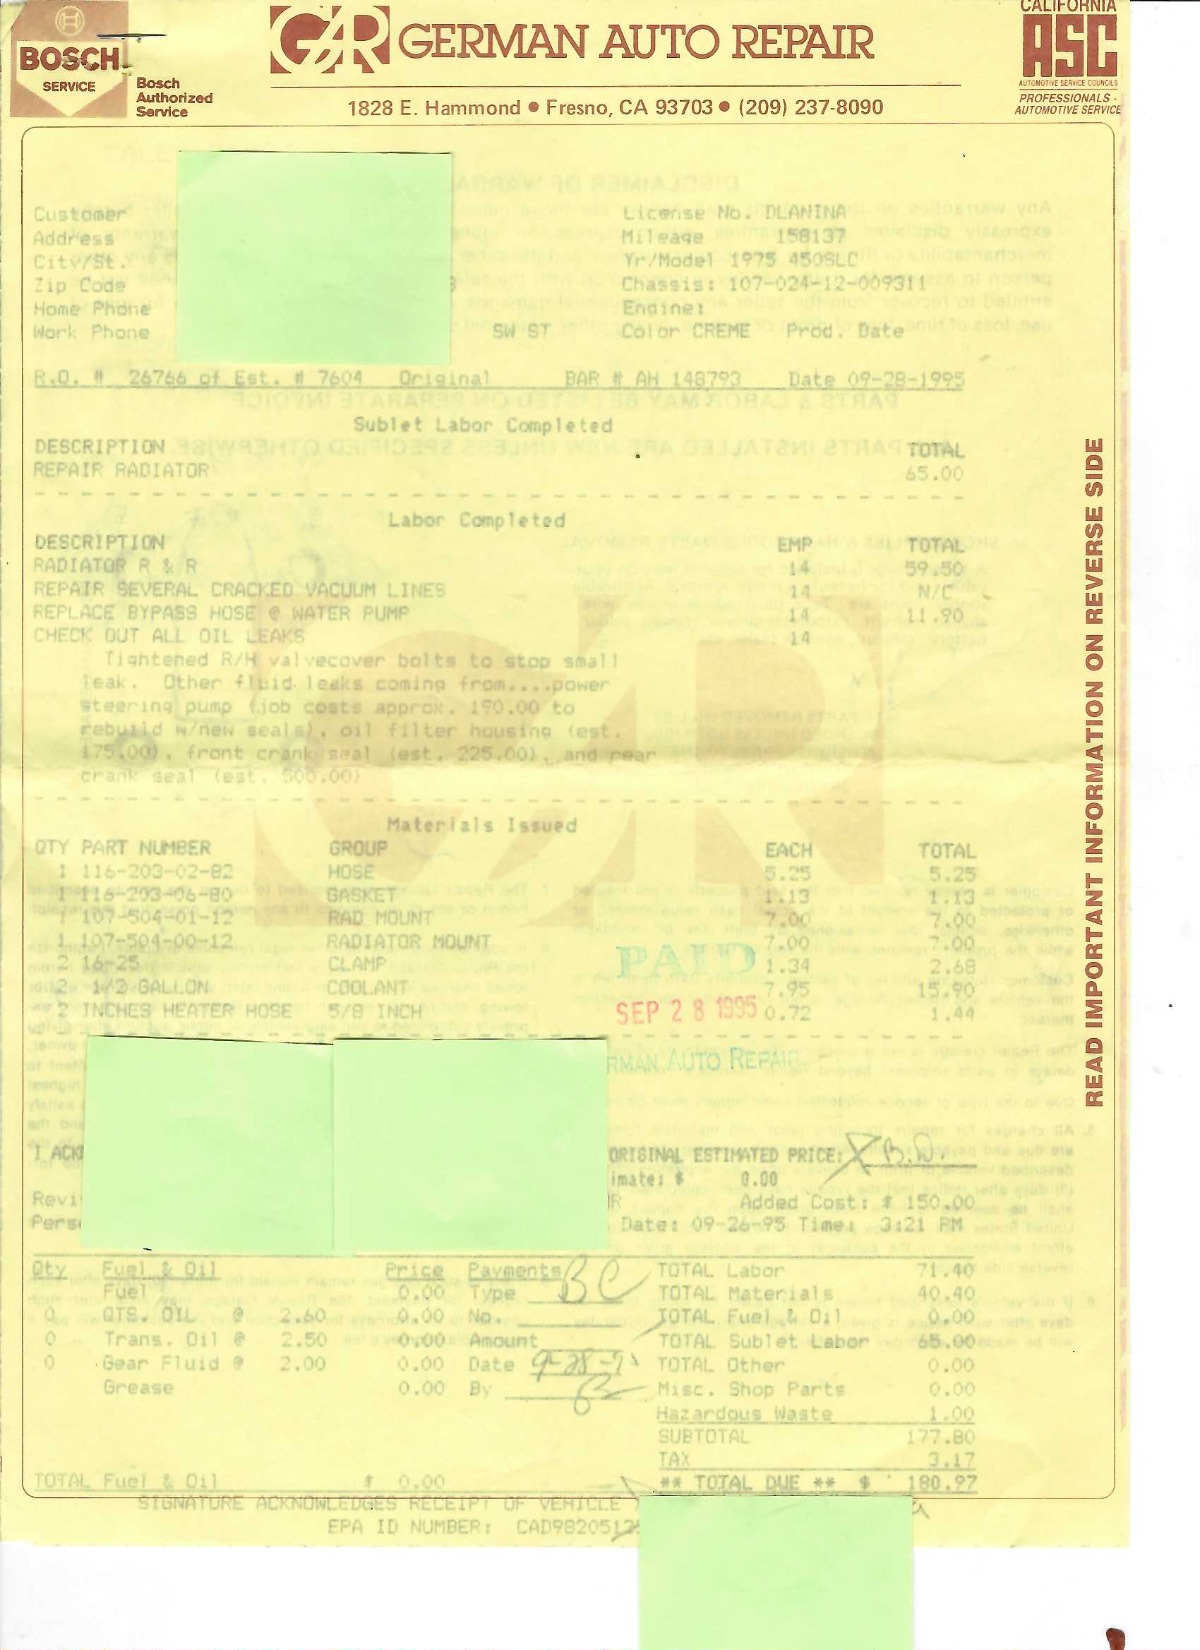 BOSCH
SERVICE
Bosch
Authorized
Service
GAR GERMAN AUTO REPAIR
1828 E. Hammond • Fresno, CA 93703 • (209) 237-8090
CALIFORNIA
ASC
AUTOMOTIVE SERVICE COUNCILS
PROFESSIONALS -
AUTOMOTIVE SERVICE
Customer License No. DLANINA
Address Mileage 158137
City/St. Yr/Model 1975 450SLC
Zip Code Chassis: 107-024-12-009311
Home Phone Engine:
Work Phone SW ST Color CREME Prod. Date
R.O. # 26766 of Est. # 7604 Original BAR # AH 148793 Date 09-28-1995
Sublet Labor Completed
DESCRIPTION TOTAL
REPAIR RADIATOR 65.00
Labor Completed
DESCRIPTION EMP TOTAL
RADIATOR R & R 14 59.50
REPAIR SEVERAL CRACKED VACUUM LINES 14 N/C
REPLACE BYPASS HOSE @ WATER PUMP 14 11.90
CHECK OUT ALL OIL LEAKS 14
Tightened R/H valvecover bolts to stop small
leak. Other fluid leaks coming from....power
steering pump (job costs approx. 190.00 to
rebuild w/new seals), oil filter housing (est.
175.00), front crank seal (est. 225.00), and rear
crank seal (est. 500.00)
Materials Issued
QTY PART NUMBER GROUP EACH TOTAL
1 116-203-02-82 HOSE 5.25 5.25
1 116-203-06-80 GASKET 1.13 1.13
1 107-504-01-12 RAD MOUNT 7.00 7.00
1 107-504-00-12 RADIATOR MOUNT 7.00 7.00
2 16-25 CLAMP 1.34 2.68
2 1/2 GALLON COOLANT 7.95 15.90
2 INCHES HEATER HOSE 5/8 INCH 0.72 1.44
PAID
SEP 28 1995
RMAN AUTO REPAIR
READ IMPORTANT INFORMATION ON REVERSE SIDE
I ACK ORIGINAL ESTIMATED PRICE: X B.D.
imate: $ 0.00
Revi R Added Cost: $ 150.00
Pers Date: 09-26-95 Time: 3:21 PM
Qty Fuel & Oil Price Payments TOTAL Labor 71.40
Fuel 0.00 Type BC TOTAL Materials 40.40
0 QTS. OIL @ 2.60 0.00 No. TOTAL Fuel & Oil 0.00
0 Trans. Oil @ 2.50 0.00 Amount TOTAL Sublet Labor 65.00
0 Gear Fluid @ 2.00 0.00 Date 9-28-95 TOTAL Other 0.00
Grease 0.00 By Misc. Shop Parts 0.00
Hazardous Waste 1.00
SUBTOTAL 177.80
TAX 3.17
TOTAL Fuel & Oil $ 0.00 ** TOTAL DUE ** $ 180.97
SIGNATURE ACKNOWLEDGES RECEIPT OF VEHICLE
EPA ID NUMBER: CAD9820512